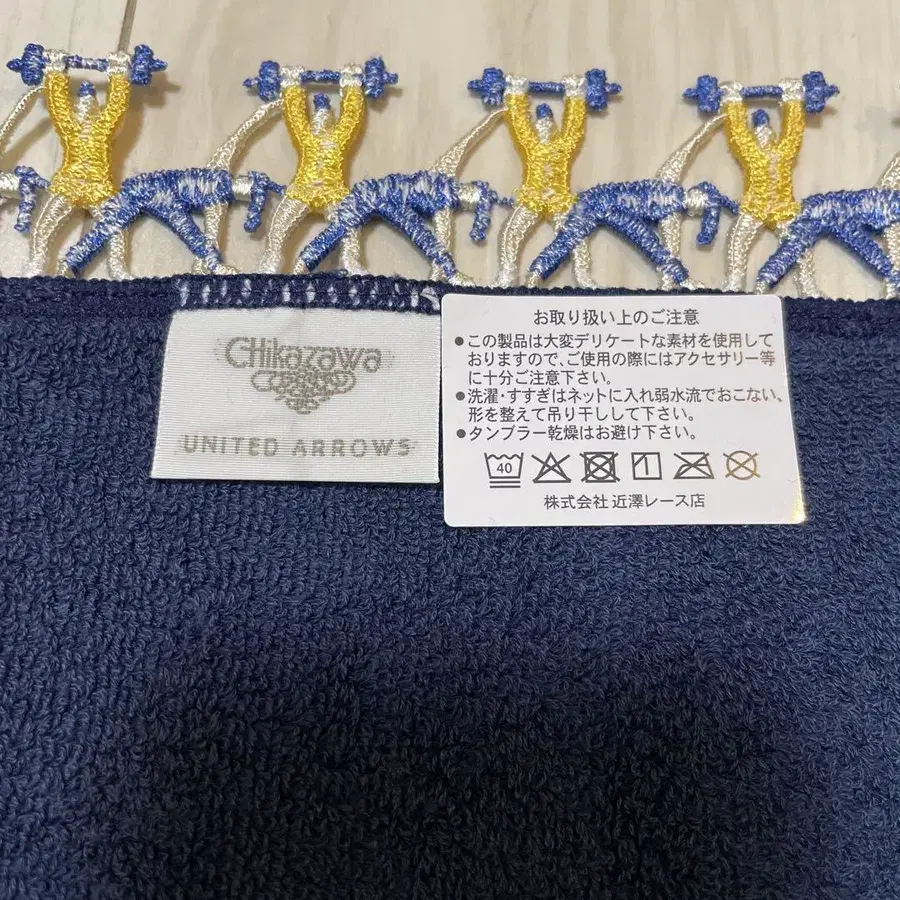 CHikazawa
UNITED ARROWS
お取り扱い上のご注意
●この製品は大変デリケートな素材を使用して
おりますので、ご使用の際にはアクセサリー等
に十分ご注意下さい。
●洗濯・すすぎはネットに入れ弱水流でおこない、
形を整えて吊り干しして下さい。
●タンブラー乾燥はお避け下さい。
40
株式会社 近澤レース店